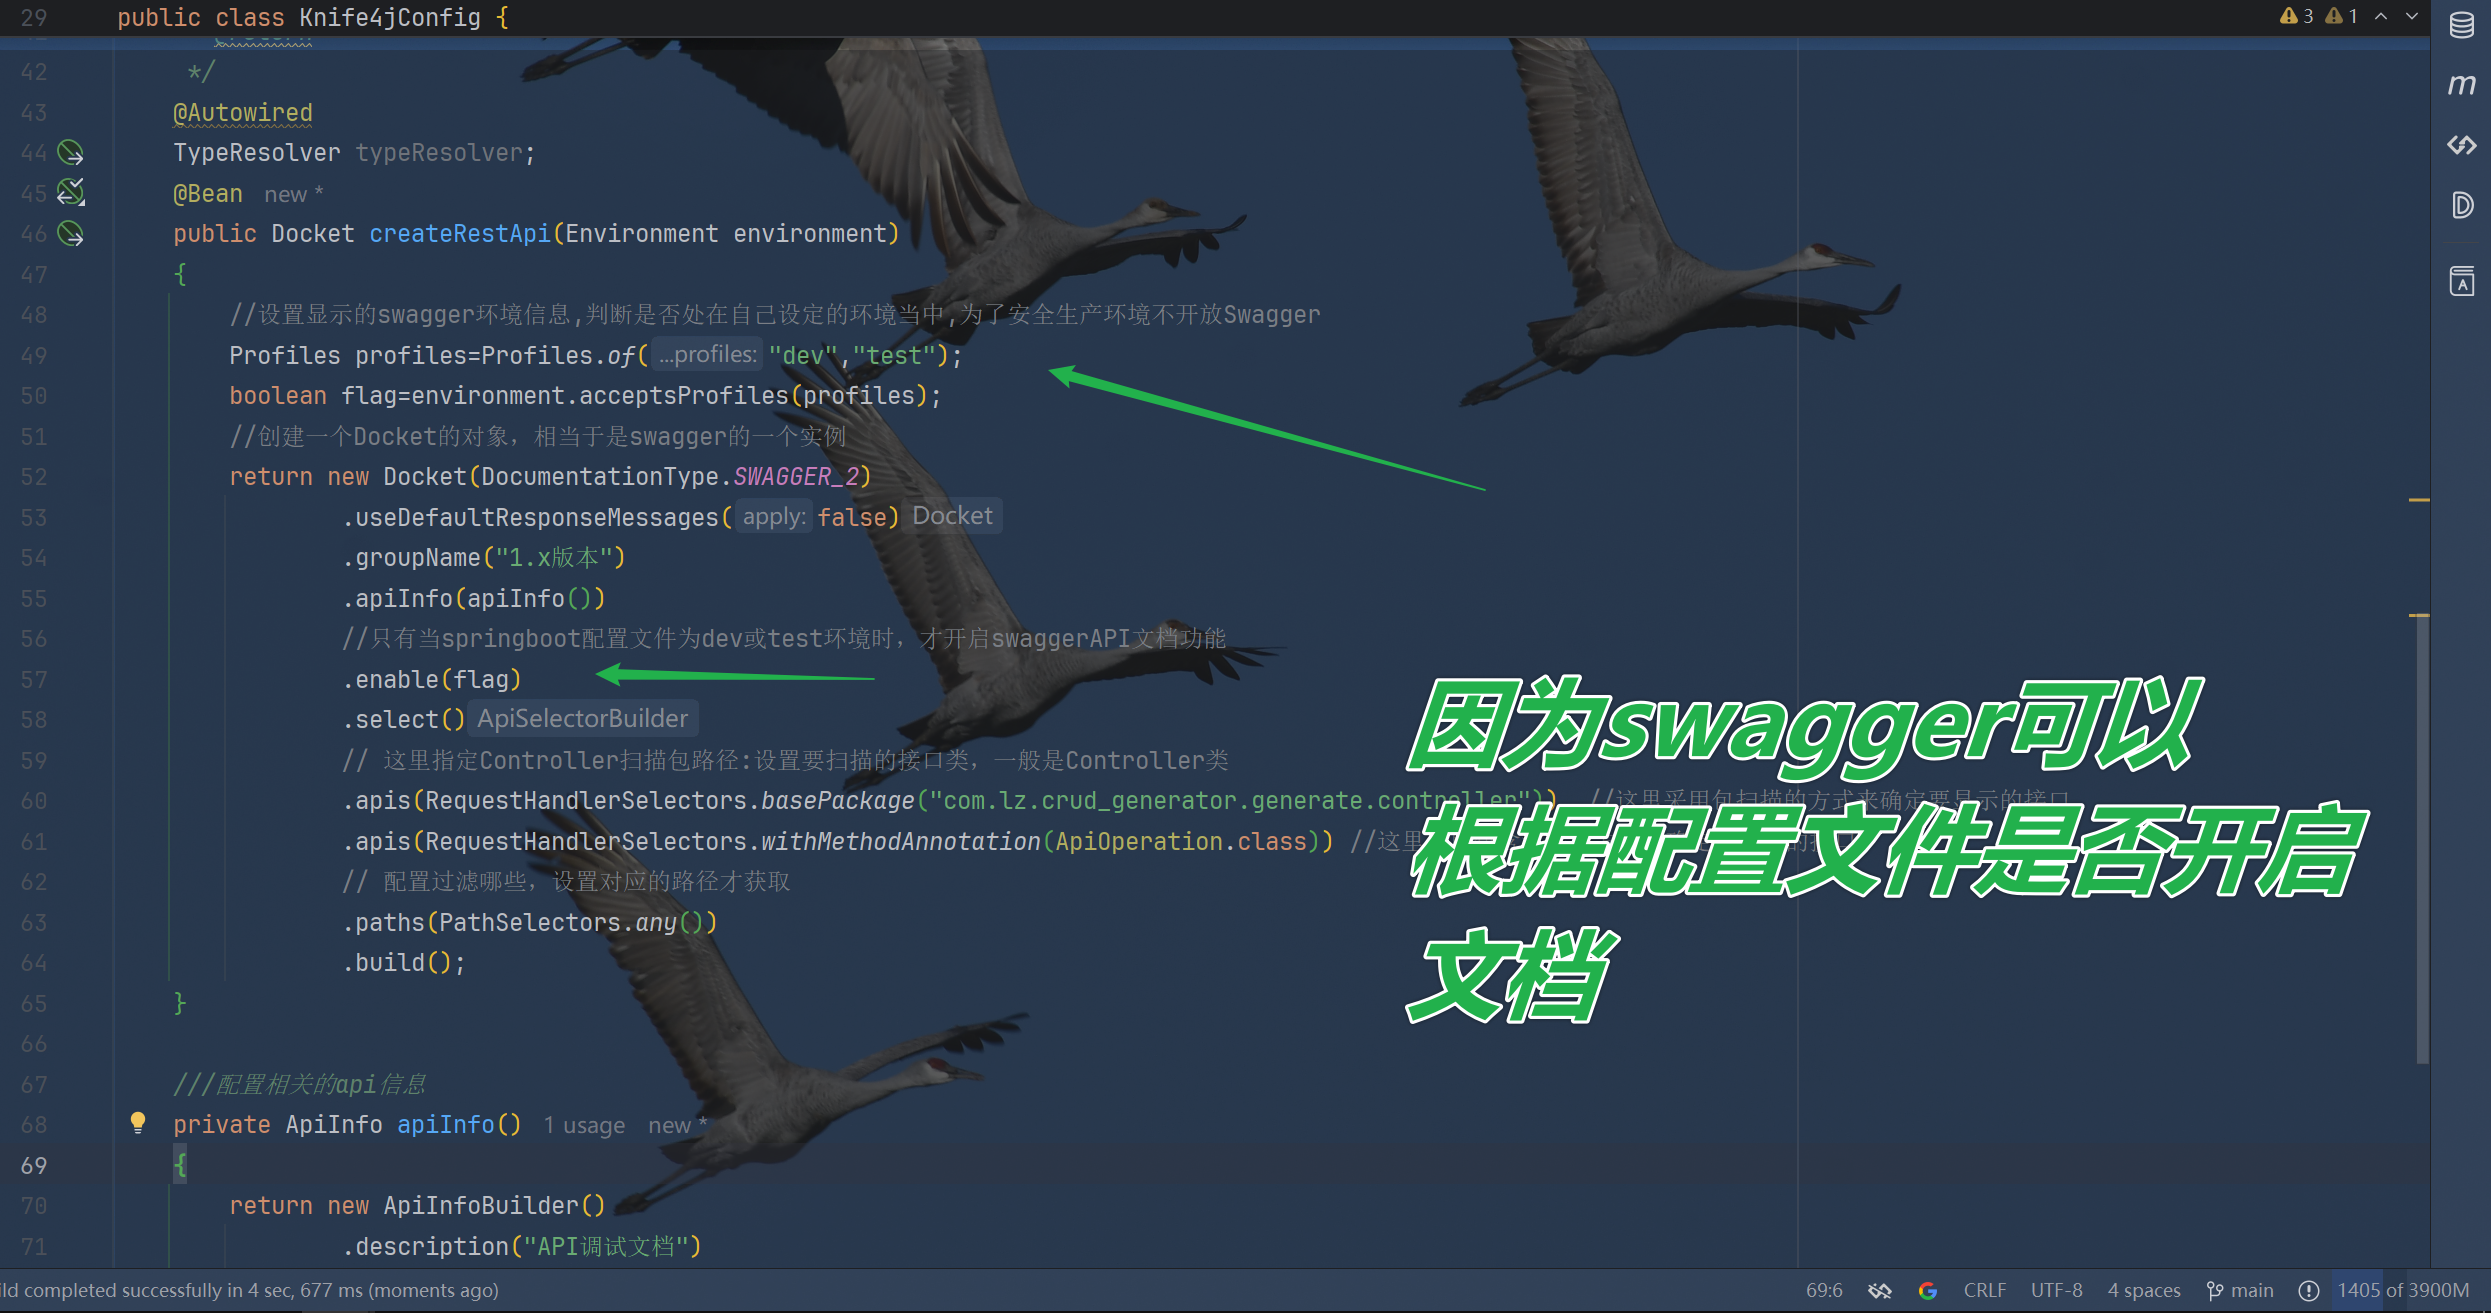 29 public class Knife4jConfig {
3 1
42 */
43 @Autowired
44 TypeResolver typeResolver;
45 @Bean new *
46 public Docket createRestApi(Environment environment)
47 {
48 //设置显示的swagger环境信息,判断是否处在自己设定的环境当中,为了安全生产环境不开放Swagger
49 Profiles profiles=Profiles.of( ...profiles: "dev","test");
50 boolean flag=environment.acceptsProfiles(profiles);
51 //创建一个Docket的对象，相当于是swagger的一个实例
52 return new Docket(DocumentationType.SWAGGER_2)
53 .useDefaultResponseMessages( apply: false) Docket
54 .groupName("1.x版本")
55 .apiInfo(apiInfo())
56 //只有当springboot配置文件为dev或test环境时，才开启swaggerAPI文档功能
57 .enable(flag)
58 .select() ApiSelectorBuilder
59 // 这里指定Controller扫描包路径:设置要扫描的接口类，一般是Controller类
60 .apis(RequestHandlerSelectors.basePackage("com.lz.crud_generator.generate.controller")) //这里采用包扫描的方式来确定要显示的接口
61 .apis(RequestHandlerSelectors.withMethodAnnotation(ApiOperation.class)) //这里
62 // 配置过滤哪些，设置对应的路径才获取
63 .paths(PathSelectors.any())
64 .build();
65 }
66
67 ///配置相关的api信息
68 private ApiInfo apiInfo() 1 usage new *
69 {
70 return new ApiInfoBuilder()
71 .description("API调试文档")
因为swagger可以
根据配置文件是否开启
文档
ild completed successfully in 4 sec, 677 ms (moments ago)
69:6 CRLF UTF-8 4 spaces main 1405 of 3900M